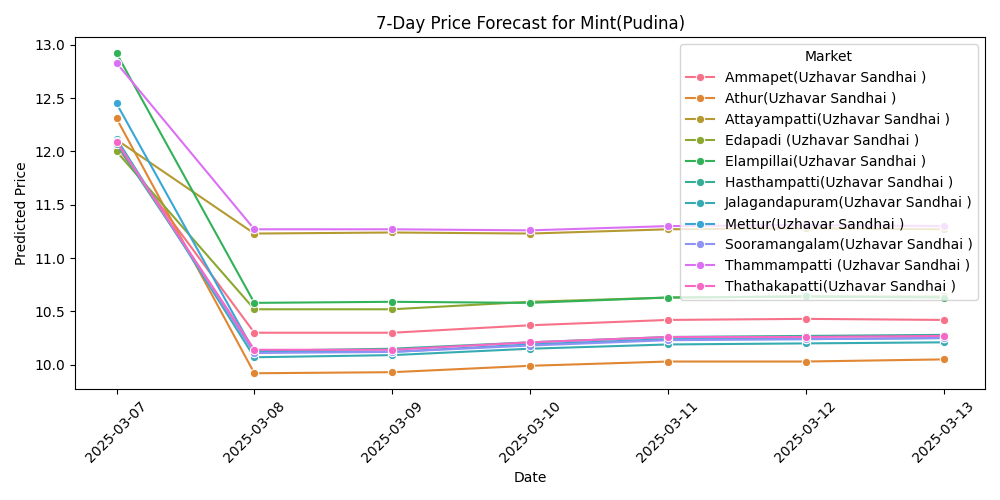 7-Day Price Forecast for Mint(Pudina)
Predicted Price
13.0
12.5
12.0
11.5
11.0
10.5
10.0
Market
Ammapet(Uzhavar Sandhai )
Athur(Uzhavar Sandhai )
Attayampatti(Uzhavar Sandhai )
Edapadi (Uzhavar Sandhai )
Elampillai(Uzhavar Sandhai )
Hasthampatti(Uzhavar Sandhai )
Jalagandapuram(Uzhavar Sandhai )
Mettur(Uzhavar Sandhai )
Sooramangalam(Uzhavar Sandhai )
Thammampatti (Uzhavar Sandhai )
Thathakapatti(Uzhavar Sandhai )
2025-03-07
2025-03-08
2025-03-09
2025-03-10
2025-03-11
2025-03-12
2025-03-13
Date